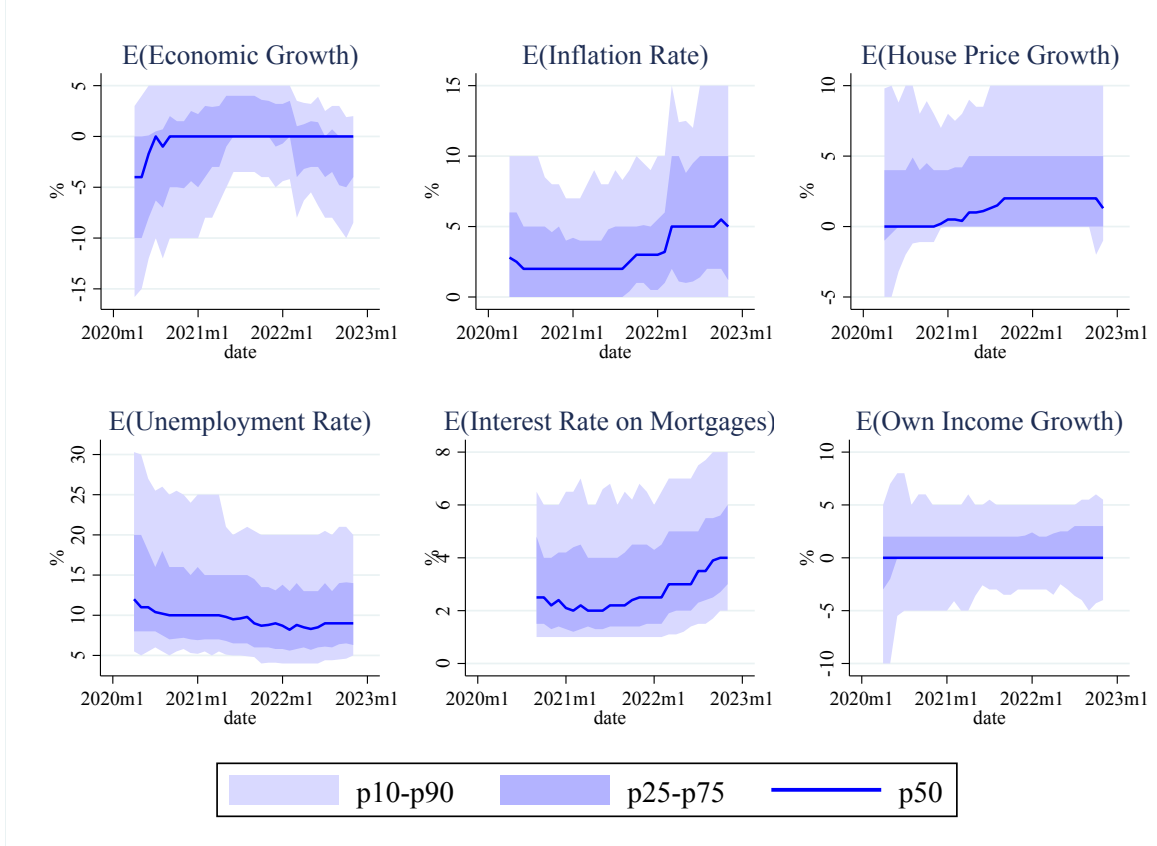 E(Economic Growth)
5
0
-5
-10
-15
%
2020m1 2021m1 2022m1 2023m1
date
E(Inflation Rate)
15
10
5
0
%
2020m1 2021m1 2022m1 2023m1
date
E(House Price Growth)
10
5
0
-5
%
2020m1 2021m1 2022m1 2023m1
date
E(Unemployment Rate)
30
25
20
15
10
5
%
2020m1 2021m1 2022m1 2023m1
date
E(Interest Rate on Mortgages)
8
6
4
2
0
%
2020m1 2021m1 2022m1 2023m1
date
E(Own Income Growth)
10
5
0
-5
-10
%
2020m1 2021m1 2022m1 2023m1
date
p10-p90 p25-p75 p50